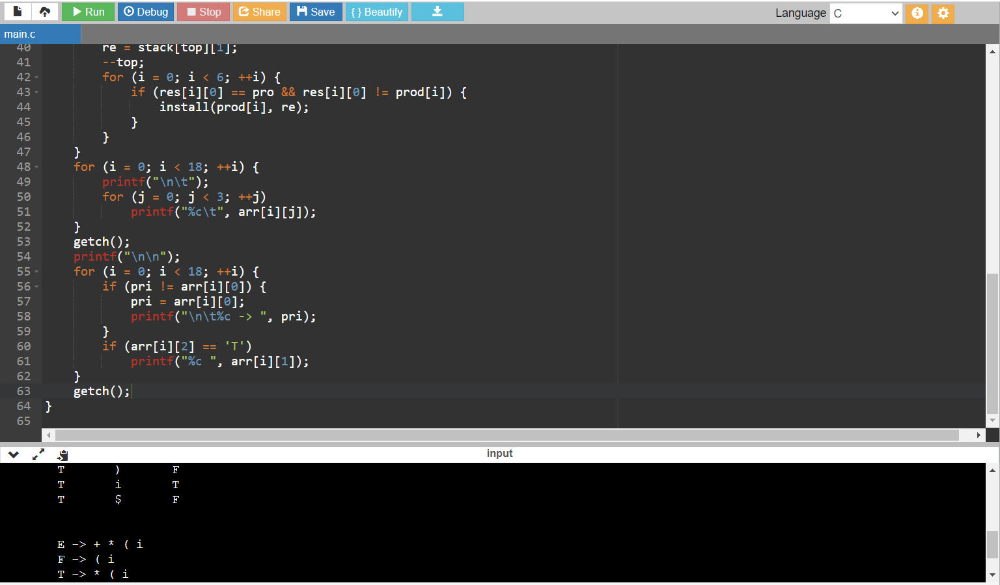 Run Debug Stop Share Save { } Beautify Language C
main.c
40 re = stack[top][1];
41 --top;
42 for (i = 0; i < 6; ++i) {
43 if (res[i][0] == pro && res[i][0] != prod[i]) {
44 install(prod[i], re);
45 }
46 }
47 }
48 for (i = 0; i < 18; ++i) {
49 printf("\n\t");
50 for (j = 0; j < 3; ++j)
51 printf("%c\t", arr[i][j]);
52 }
53 getch();
54 printf("\n\n");
55 for (i = 0; i < 18; ++i) {
56 if (pri != arr[i][0]) {
57 pri = arr[i][0];
58 printf("\n\t%c -> ", pri);
59 }
60 if (arr[i][2] == 'T')
61 printf("%c ", arr[i][1]);
62 }
63 getch();
64 }
65
input
T ) F
T i T
T $ F
E -> + * ( i
F -> ( i
T -> * ( i